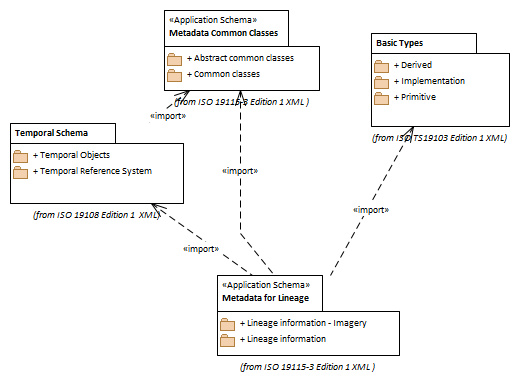 «Application Schema»
Metadata Common Classes
+ Abstract common classes
+ Common classes
(from ISO 19115-3 Edition 1 XML )
Basic Types
+ Derived
+ Implementation
+ Primitive
(from ISO/TS19103 Edition 1 XML)
«import»
Temporal Schema
+ Temporal Objects
+ Temporal Reference System
(from ISO 19108 Edition 1 XML)
«import»
«import»
«import»
«Application Schema»
Metadata for Lineage
+ Lineage information - Imagery
+ Lineage information
(from ISO 19115-3 Edition 1 XML )